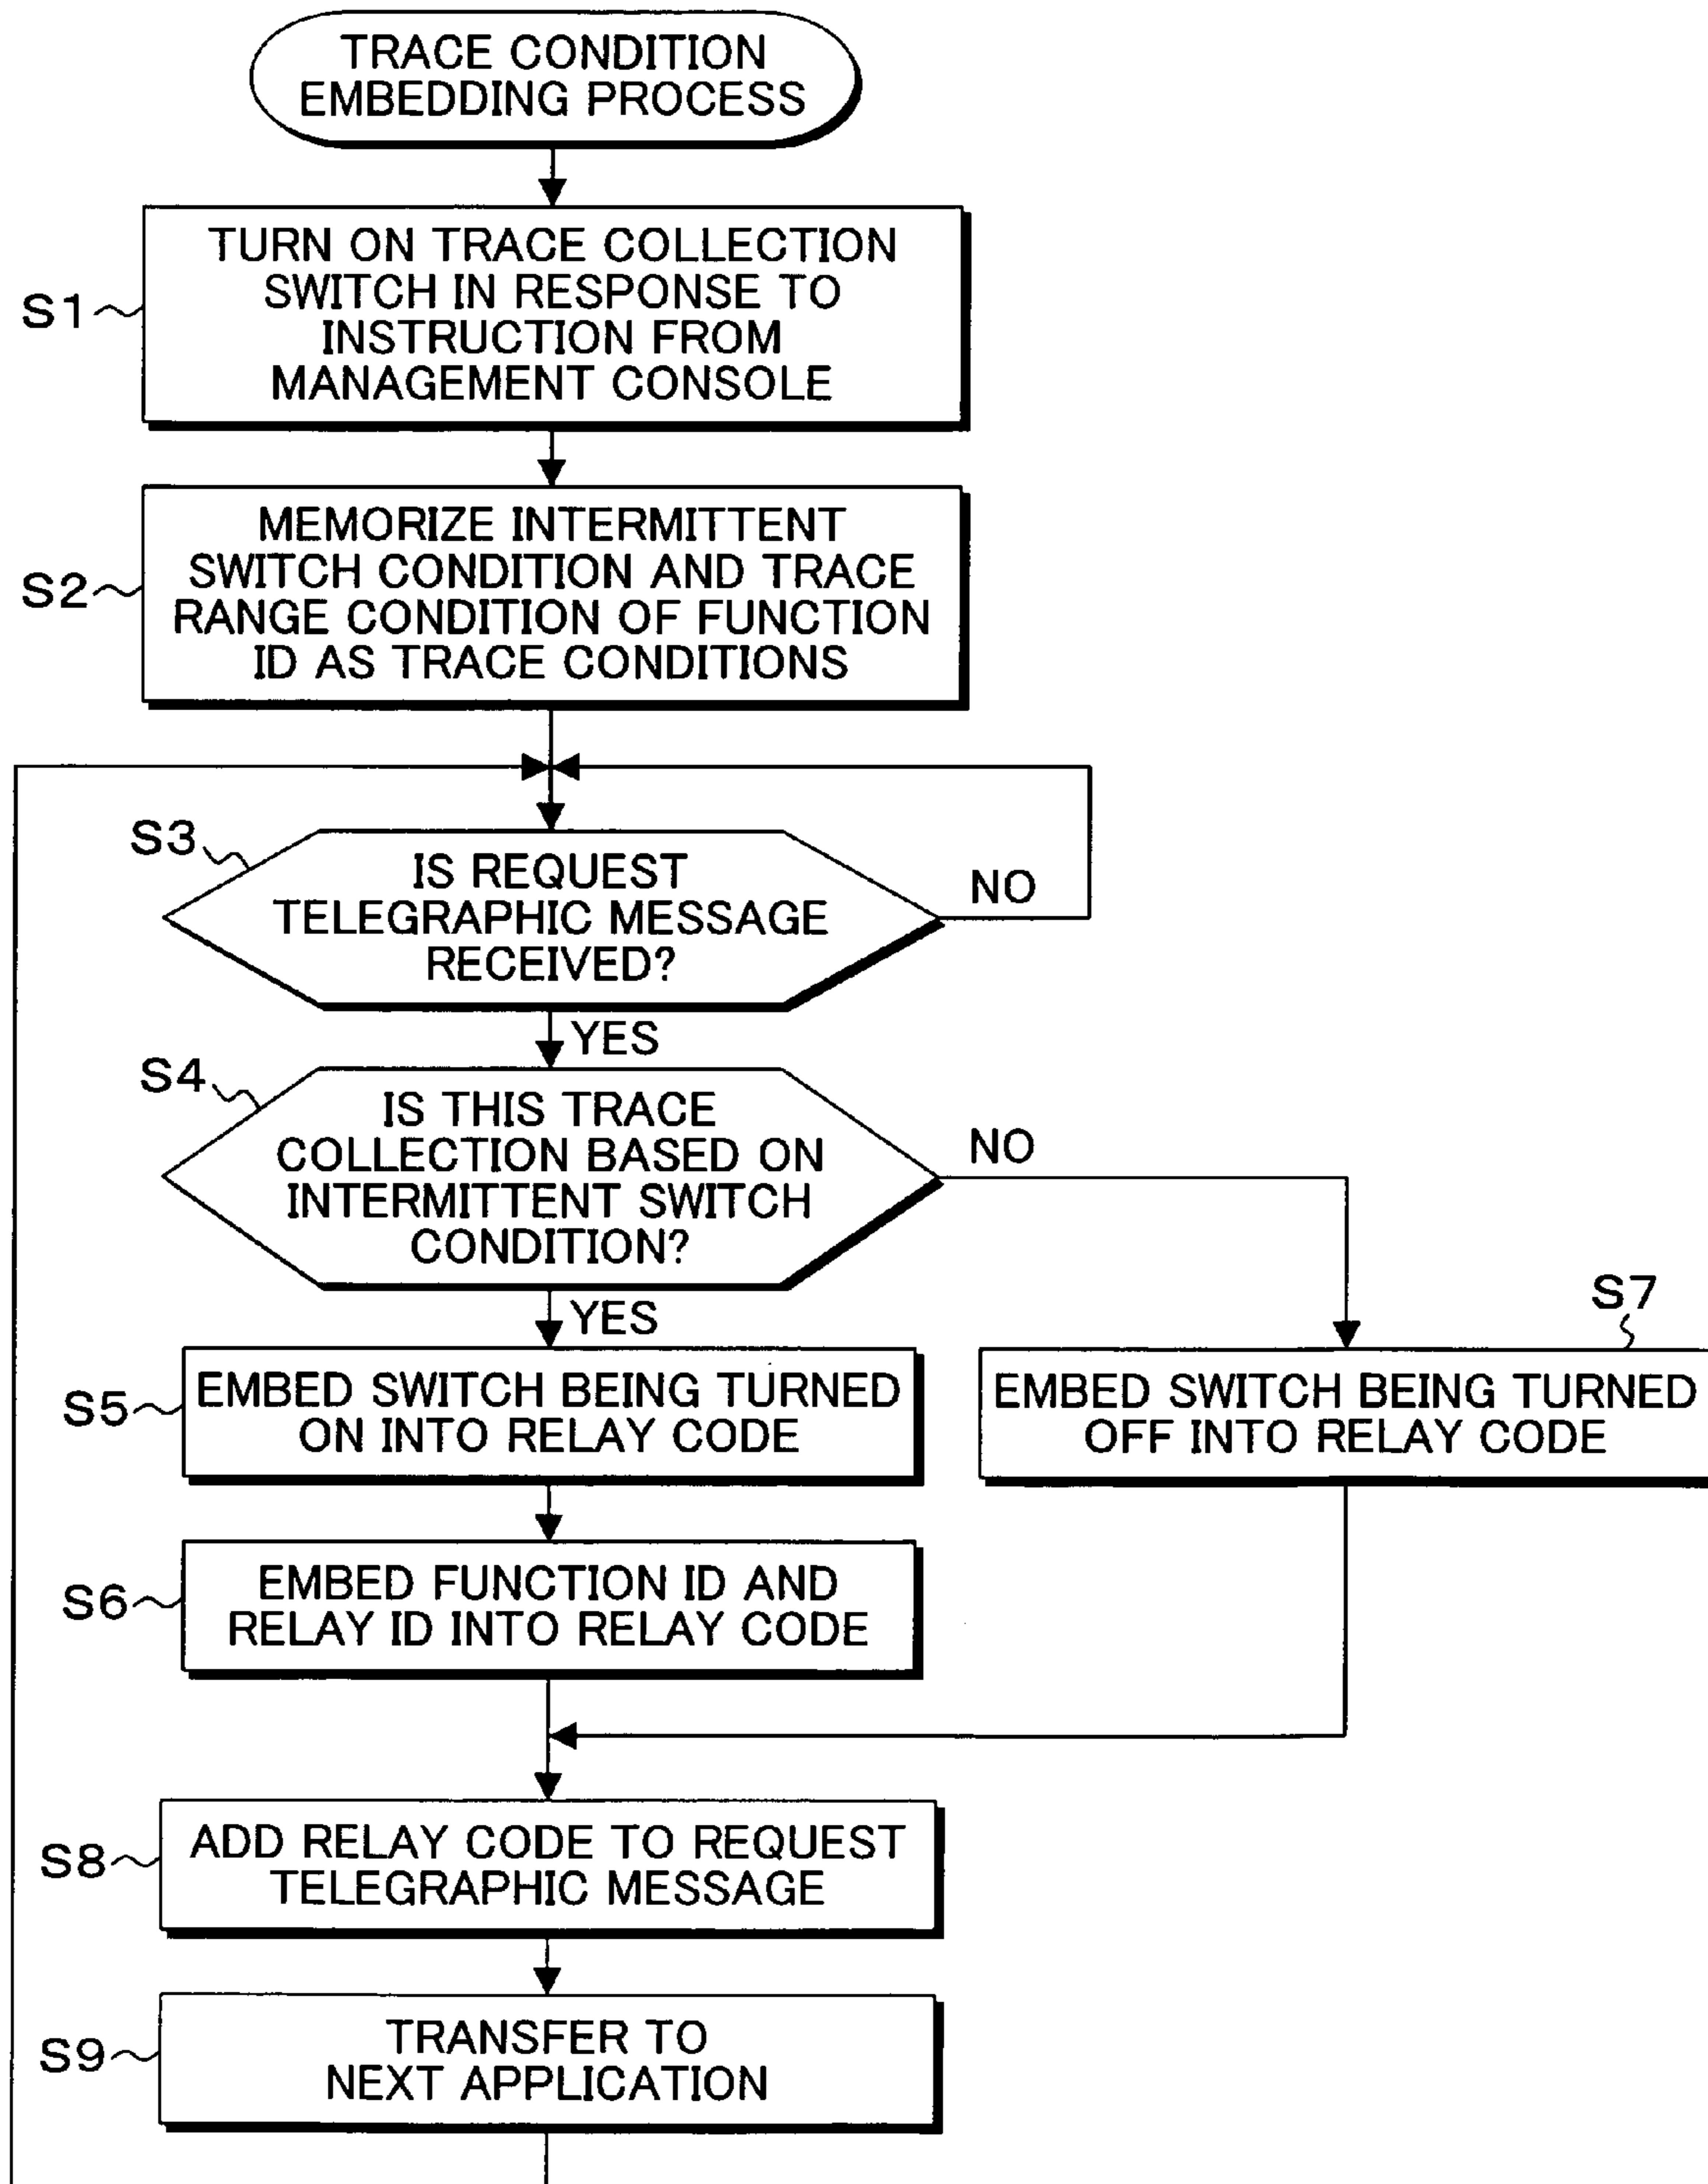 TRACE CONDITION
EMBEDDING PROCESS
S1
TURN ON TRACE COLLECTION
SWITCH IN RESPONSE TO
INSTRUCTION FROM
MANAGEMENT CONSOLE
S2
MEMORIZE INTERMITTENT
SWITCH CONDITION AND TRACE
RANGE CONDITION OF FUNCTION
ID AS TRACE CONDITIONS
S3
IS REQUEST
TELEGRAPHIC MESSAGE
RECEIVED?
NO
YES
S4
IS THIS TRACE
COLLECTION BASED ON
INTERMITTENT SWITCH
CONDITION?
NO
YES
S5
EMBED SWITCH BEING TURNED
ON INTO RELAY CODE
S7
EMBED SWITCH BEING TURNED
OFF INTO RELAY CODE
S6
EMBED FUNCTION ID AND
RELAY ID INTO RELAY CODE
S8
ADD RELAY CODE TO REQUEST
TELEGRAPHIC MESSAGE
S9
TRANSFER TO
NEXT APPLICATION